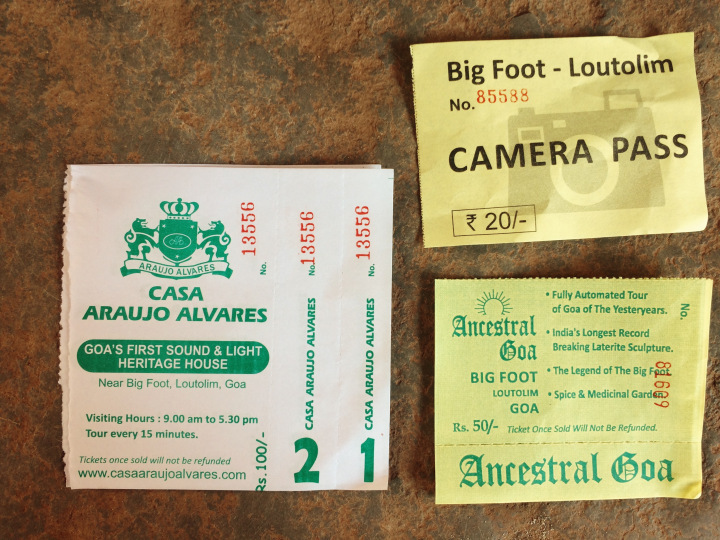 ARAUJO ALVARES
CASA
ARAUJO ALVARES
GOA'S FIRST SOUND & LIGHT
HERITAGE HOUSE
Near Big Foot, Loutolim, Goa
Visiting Hours : 9.00 am to 5.30 pm
Tour every 15 minutes.
Tickets once sold will not be refunded
www.casaaraujoalvares.com
No. 13556
Rs.100/-
No. 13556
CASA ARAUJO ALVARES
2
No. 13556
CASA ARAUJO ALVARES
1
Big Foot - Loutolim
No. 85588
CAMERA PASS
₹ 20/-
Ancestral
Goa
BIG FOOT
LOUTOLIM
GOA
• Fully Automated Tour
of Goa of The Yesteryears.
• India's Longest Record
Breaking Laterite Sculpture.
• The Legend of The Big Foot
• Spice & Medicinal Garden.
No. 81609
Rs. 50/- Ticket Once Sold Will Not Be Refunded.
Ancestral Goa